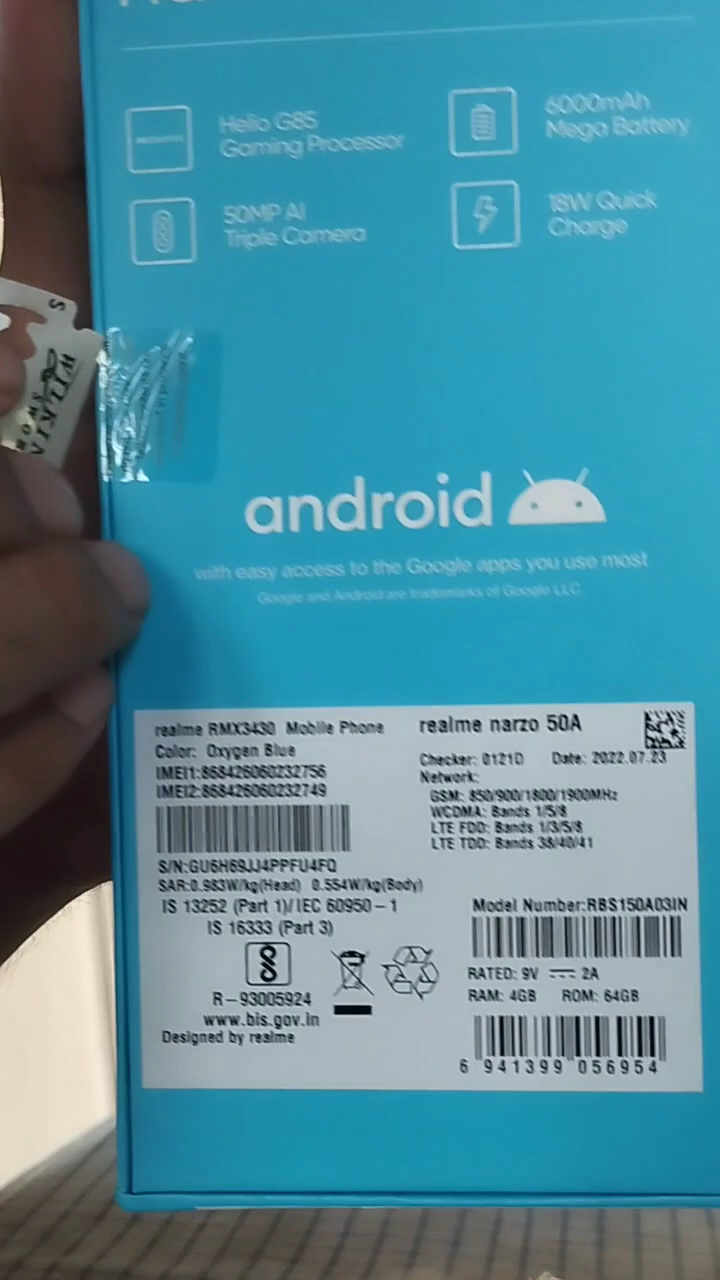 Helio G85
Gaming Processor
6000mAh
Mega Battery
50MP AI
Triple Camera
18W Quick
Charge
S
WILKIN
SWOR
android
with easy access to the Google apps you use most
Google and Android are trademarks of Google LLC
realme RMX3430 Mobile Phone
Color: Oxygen Blue
IMEI1:868426060232756
IMEI2:868426060232749
S/N:GU6H69JJ4PPFU4FQ
SAR:0.983W/kg(Head) 0.554W/kg(Body)
IS 13252 (Part 1)/IEC 60950-1
IS 16333 (Part 3)
R-93005924
www.bis.gov.in
Designed by realme
realme narzo 50A
Checker: 0121D Date: 2022.07.23
Network:
GSM: 850/900/1800/1900MHz
WCDMA: Bands 1/5/8
LTE FDD: Bands 1/3/5/8
LTE TDD: Bands 38/40/41
Model Number:RBS150A03IN
RATED: 9V ⎓ 2A
RAM: 4GB ROM: 64GB
6 941399 056954